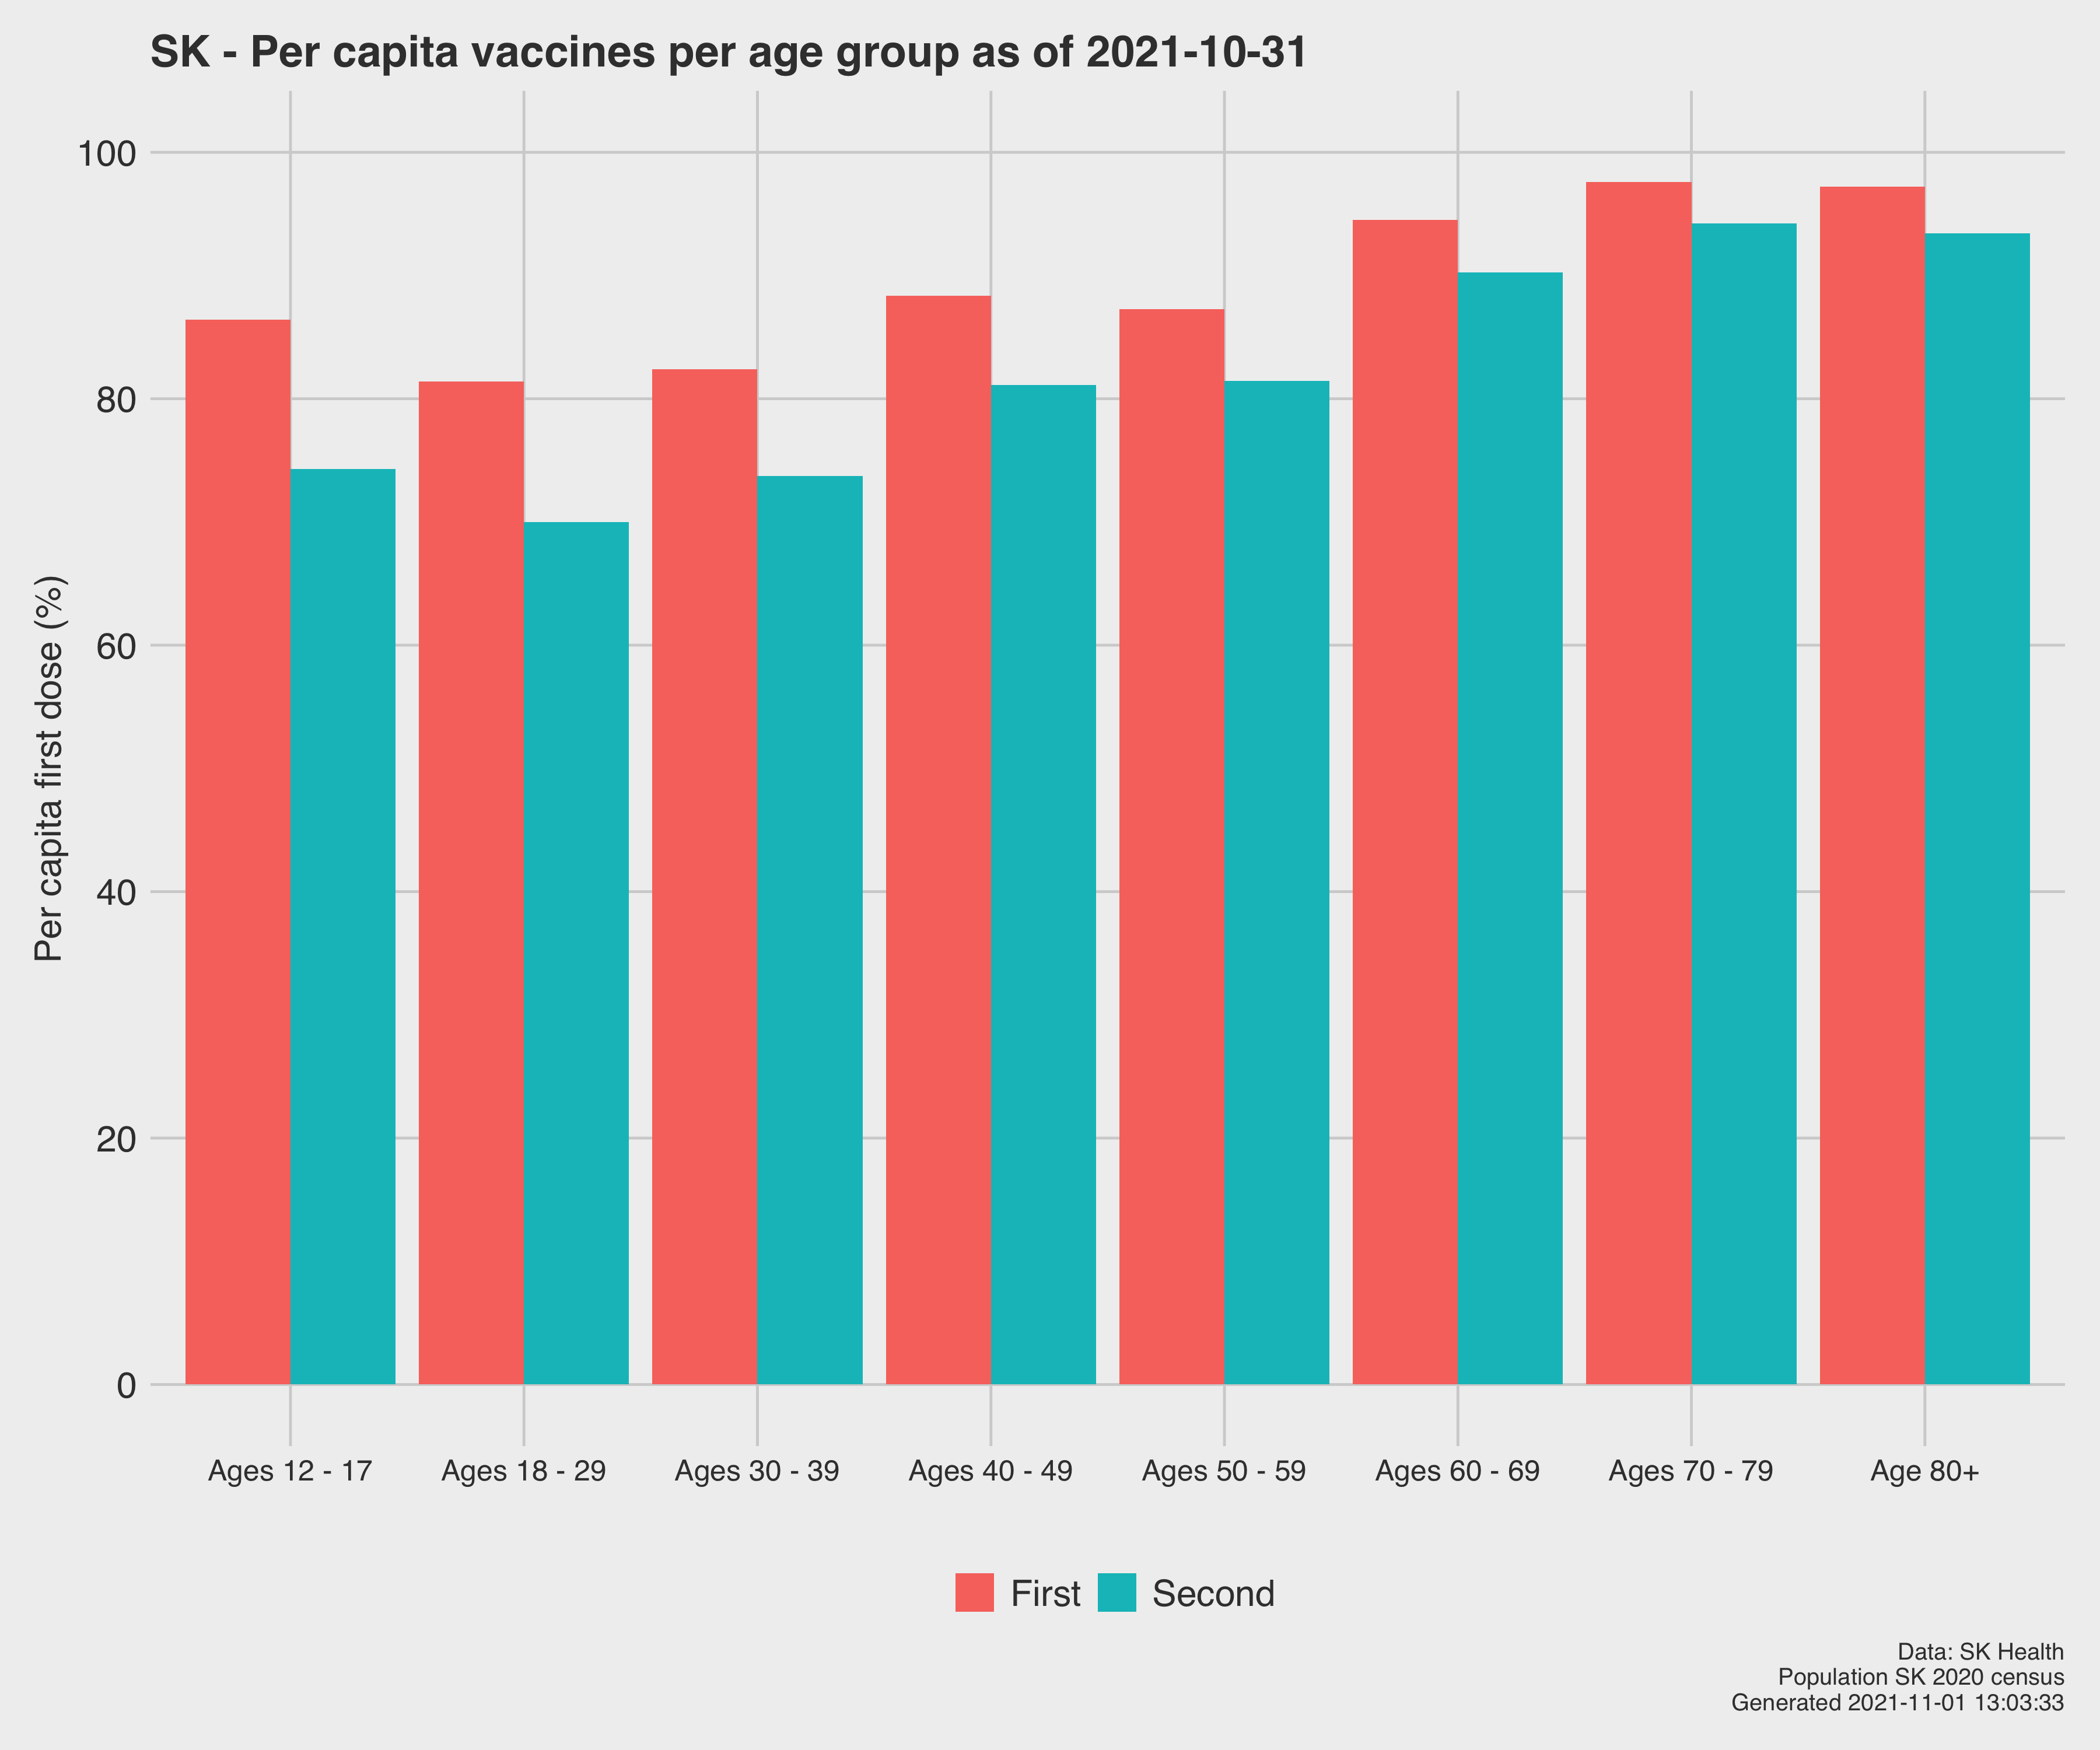 SK - Per capita vaccines per age group as of 2021-10-31
Per capita first dose (%)
100
80
60
40
20
0
Ages 12 - 17
Ages 18 - 29
Ages 30 - 39
Ages 40 - 49
Ages 50 - 59
Ages 60 - 69
Ages 70 - 79
Age 80+
First
Second
Data: SK Health
Population SK 2020 census
Generated 2021-11-01 13:03:33